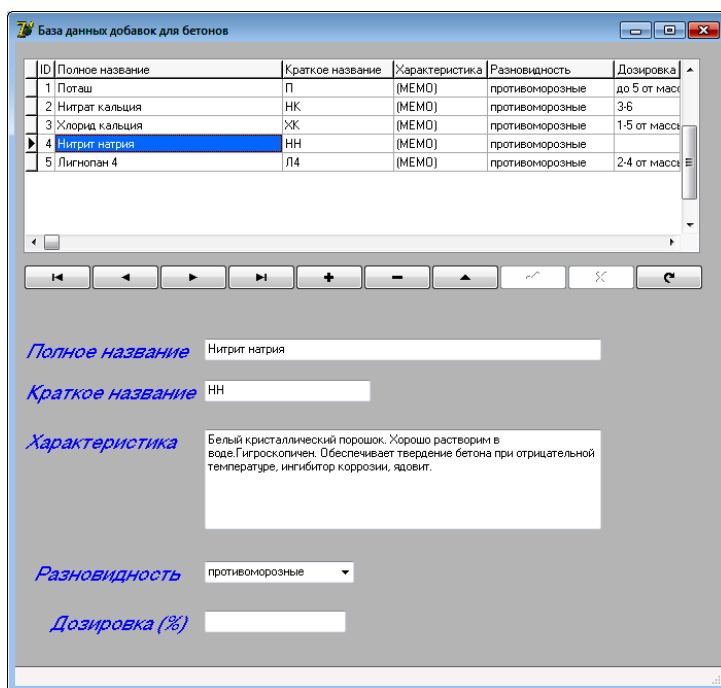 База данных добавок для бетонов
ID Полное название Краткое название Характеристика Разновидность Дозировка
1 Поташ П (MEMO) противоморозные до 5 от масс
2 Нитрат кальция НК (MEMO) противоморозные 3-6
3 Хлорид кальция ХК (MEMO) противоморозные 1-5 от массы
4 Нитрит натрия НН (MEMO) противоморозные
5 Лигнопан 4 Л4 (MEMO) противоморозные 2-4 от массы
Полное название Нитрит натрия
Краткое название НН
Характеристика Белый кристаллический порошок. Хорошо растворим в
воде.Гигроскопичен. Обеспечивает твердение бетона при отрицательной
температуре, ингибитор коррозии, ядовит.
Разновидность противоморозные
Дозировка (%)